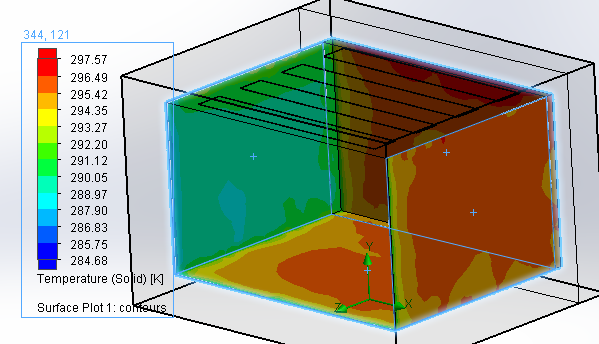 344, 121
297.57
296.49
295.42
294.35
293.27
292.20
291.12
290.05
288.97
287.90
286.83
285.75
284.68
Temperature (Solid) [K]
Surface Plot 1: contours
Y
Z
X